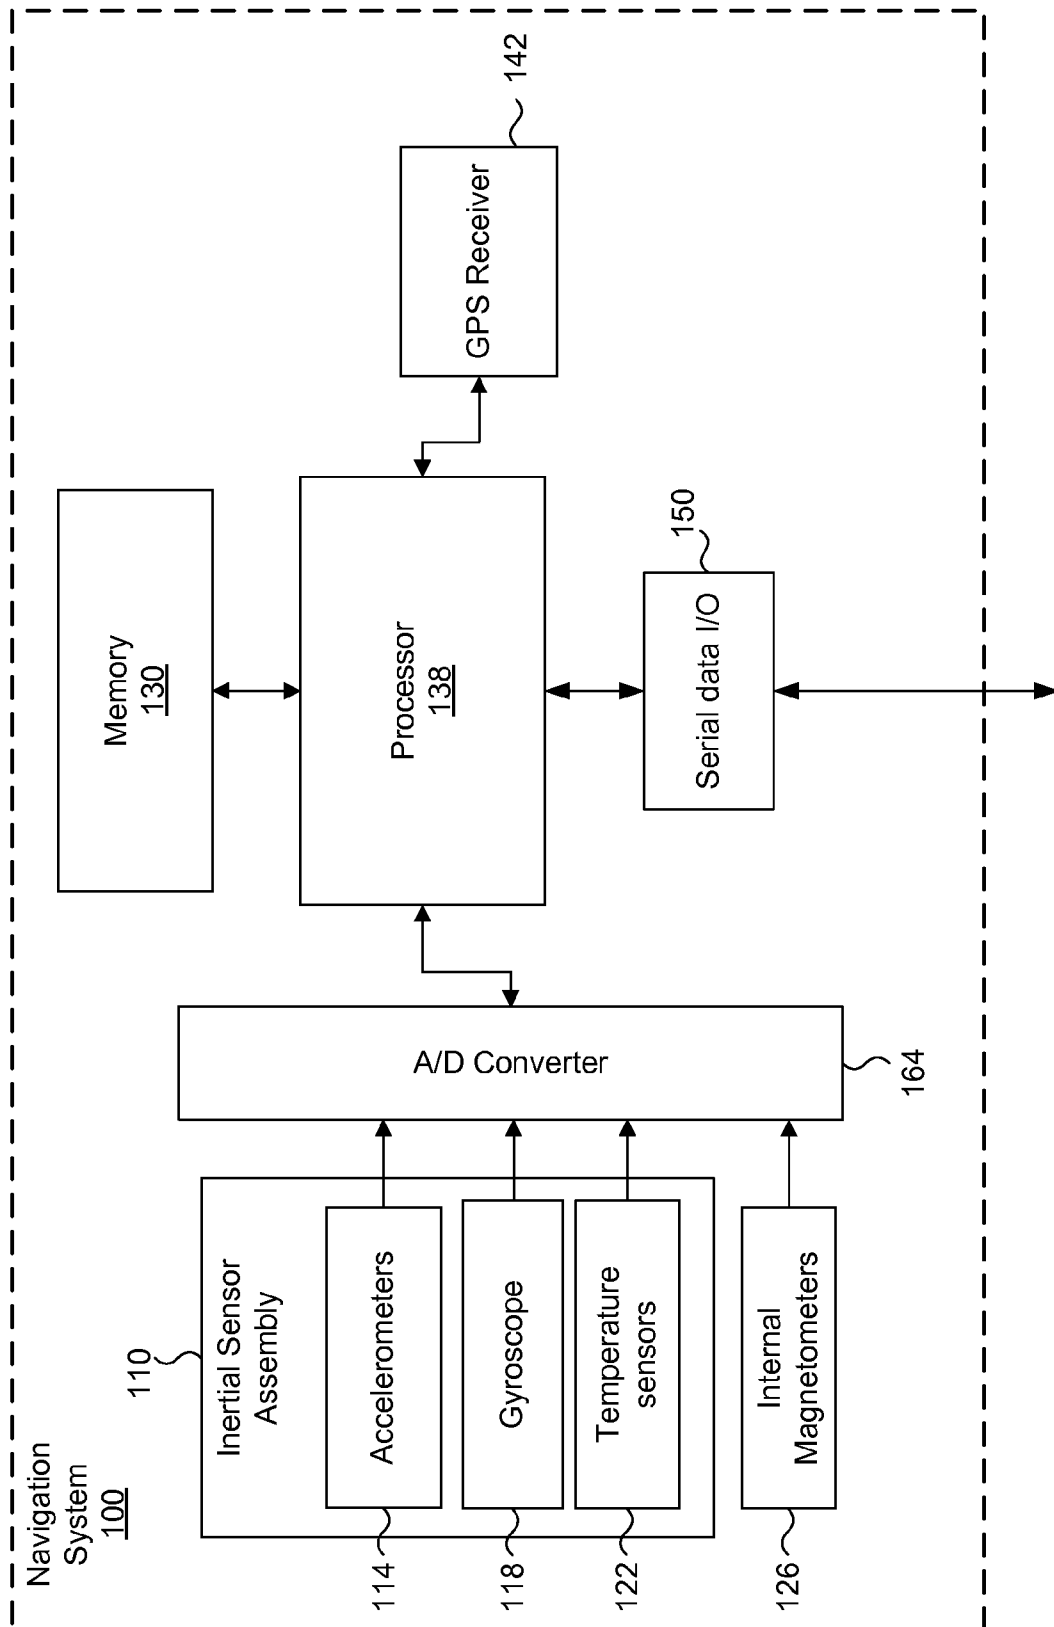 Navigation
System
100
110
Inertial Sensor
Assembly
Accelerometers
114
Gyroscope
118
Temperature
sensors
122
Internal
Magnetometers
126
A/D Converter
164
Memory
130
Processor
138
Serial data I/O
150
GPS Receiver
142